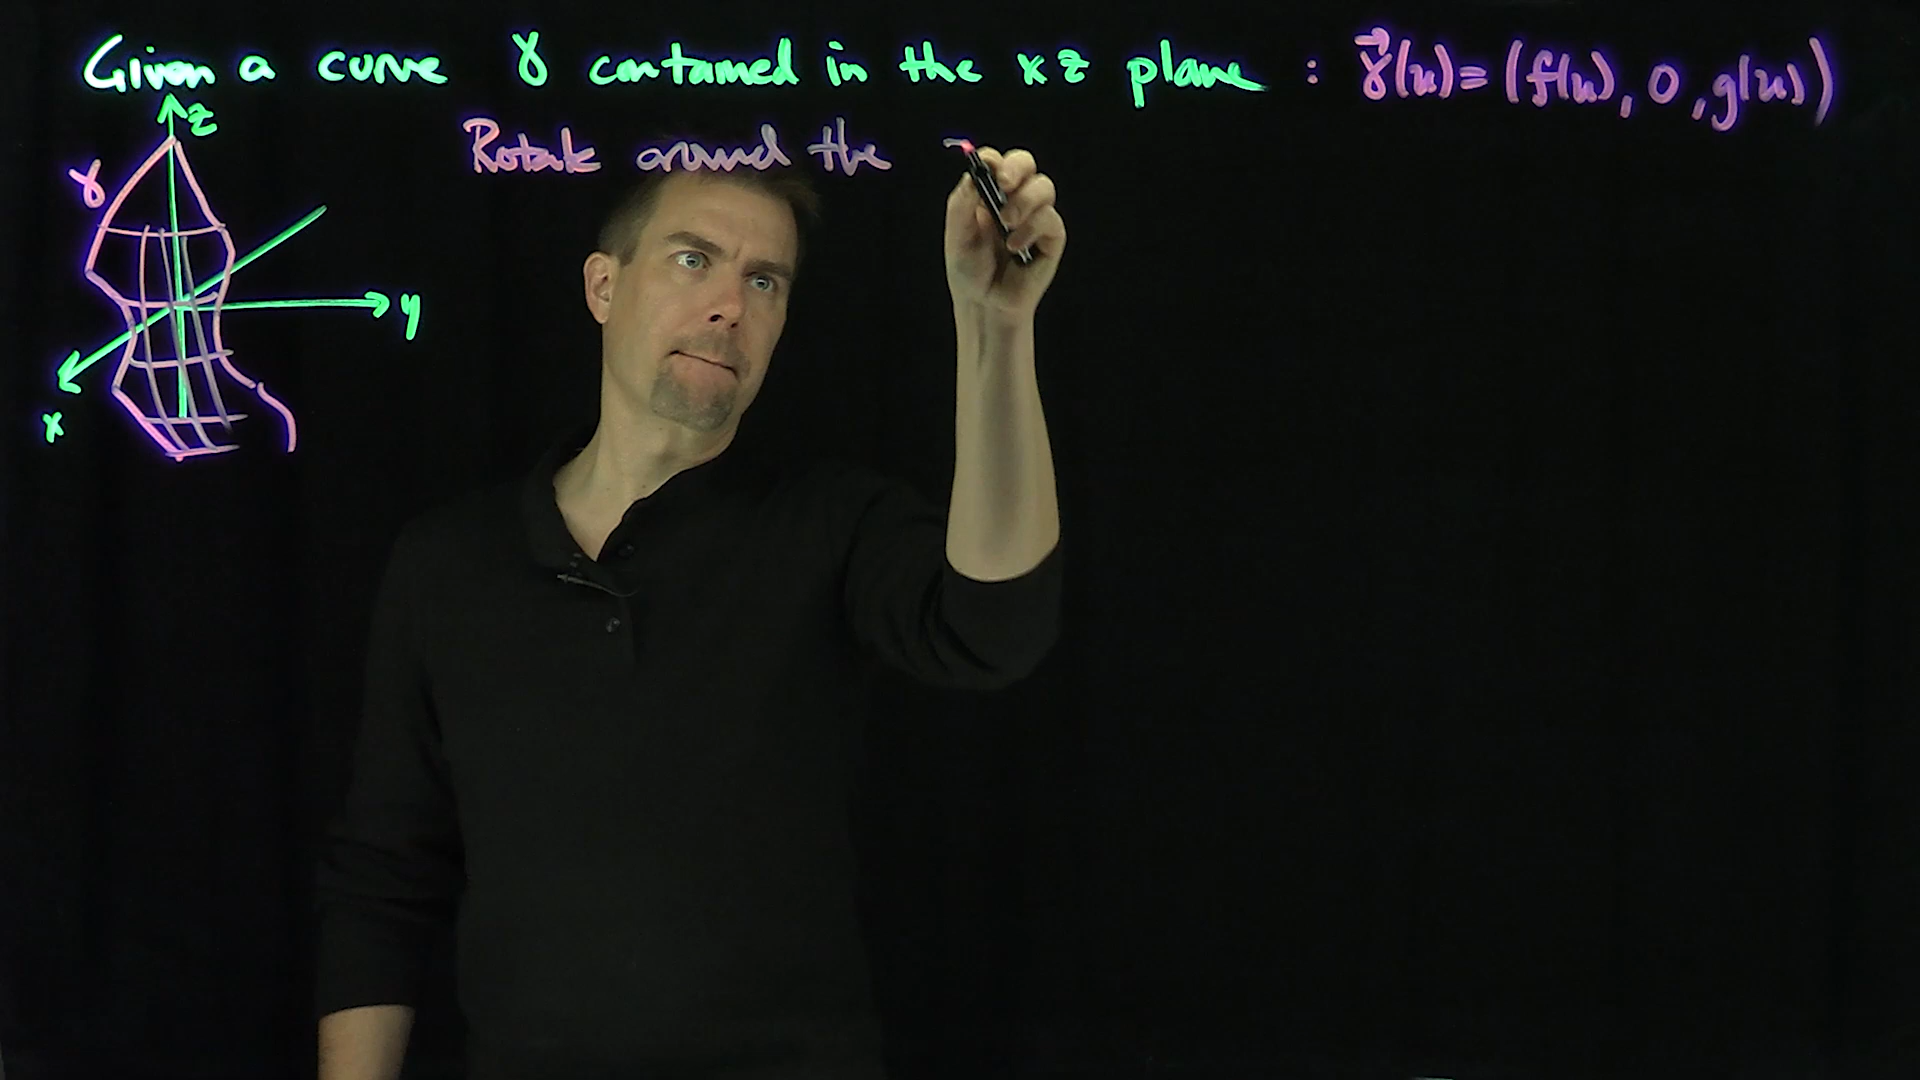 Given a curve γ contained in the xz plane : γ⃗(u)=(f(u), 0, g(u))
z
Rotate around the
γ
y
x